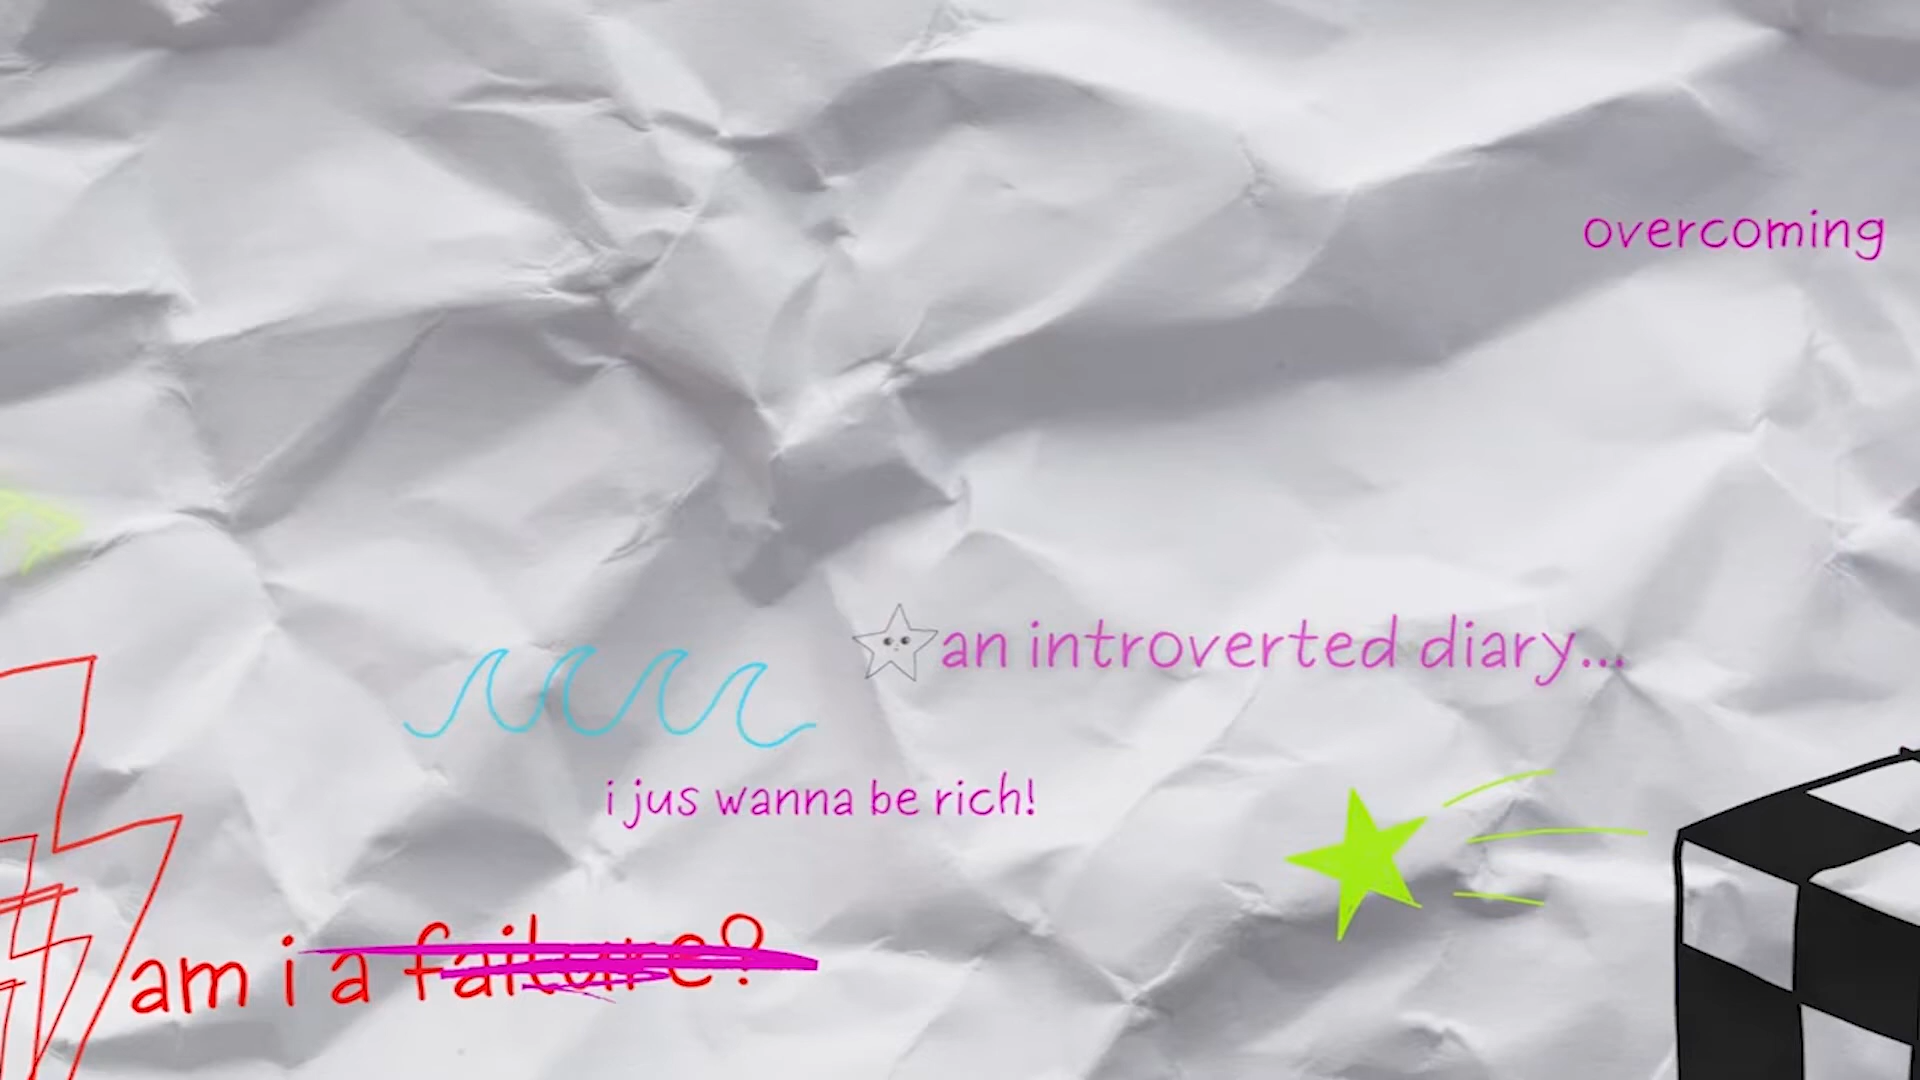 overcoming
an introverted diary...
i jus wanna be rich!
am i a failure?